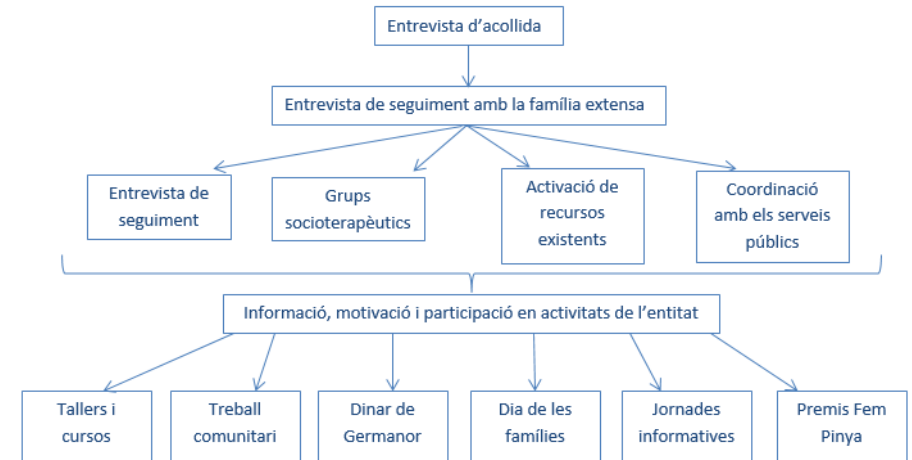 Entrevista d’acollida
Entrevista de seguiment amb la família extensa
Entrevista de
seguiment
Grups
socioterapèutics
Activació de
recursos
existents
Coordinació
amb els serveis
públics
Informació, motivació i participació en activitats de l’entitat
Tallers i
cursos
Treball
comunitari
Dinar de
Germanor
Dia de les
famílies
Jornades
informatives
Premis Fem
Pinya